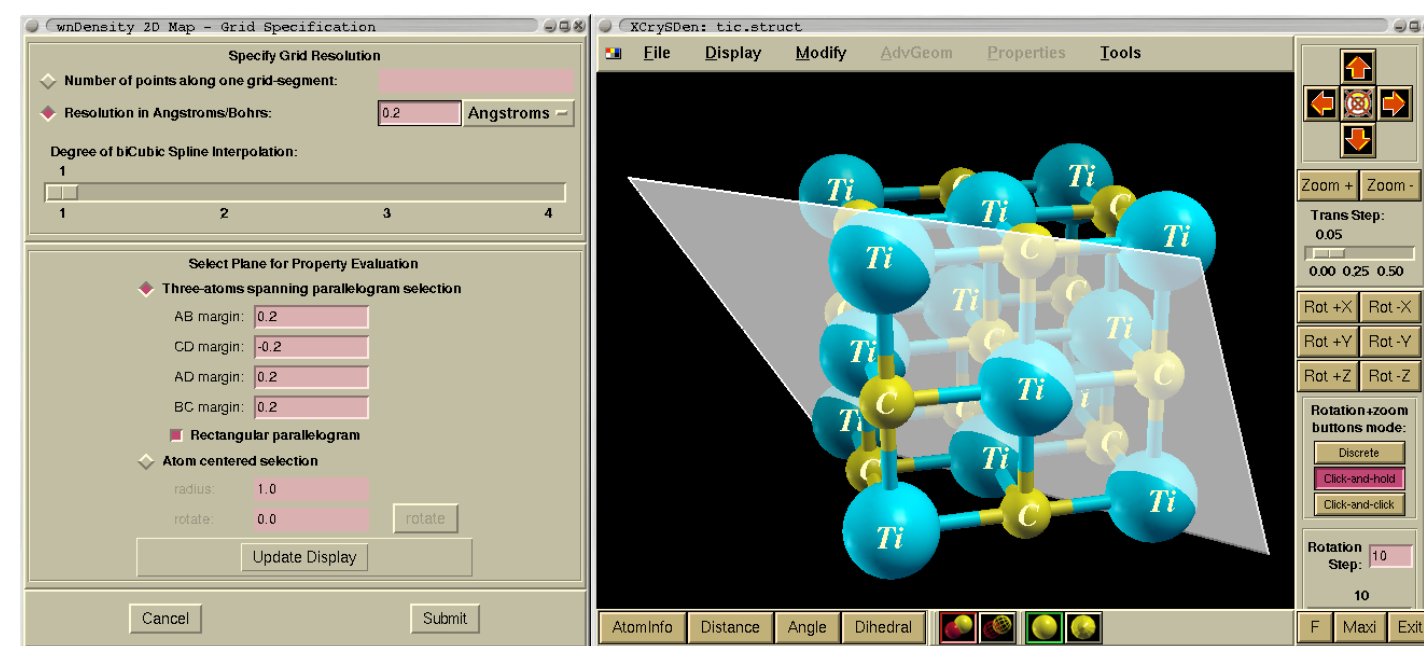 wnDensity 2D Map - Grid Specification
Specify Grid Resolution
Number of points along one grid-segment:
Resolution in Angstroms/Bohrs: 0.2 Angstroms
Degree of biCubic Spline Interpolation:
1
1 2 3 4
Select Plane for Property Evaluation
Three-atoms spanning parallelogram selection
AB margin: 0.2
CD margin: -0.2
AD margin: 0.2
BC margin: 0.2
Rectangular parallelogram
Atom centered selection
radius: 1.0
rotate: 0.0 rotate
Update Display
Cancel Submit
XCrySDen: tic.struct
File Display Modify AdvGeom Properties Tools
Ti Ti
Ti C
Ti C Ti
Ti C
Ti Ti
C Ti C
Ti Ti
C Ti
Ti C
Zoom + Zoom -
Trans Step:
0.05
0.00 0.25 0.50
Rot +X Rot -X
Rot +Y Rot -Y
Rot +Z Rot -Z
Rotation+zoom
buttons mode:
Discrete
Click-and-hold
Click-and-click
Rotation
Step: 10
10
AtomInfo Distance Angle Dihedral
F Maxi Exit